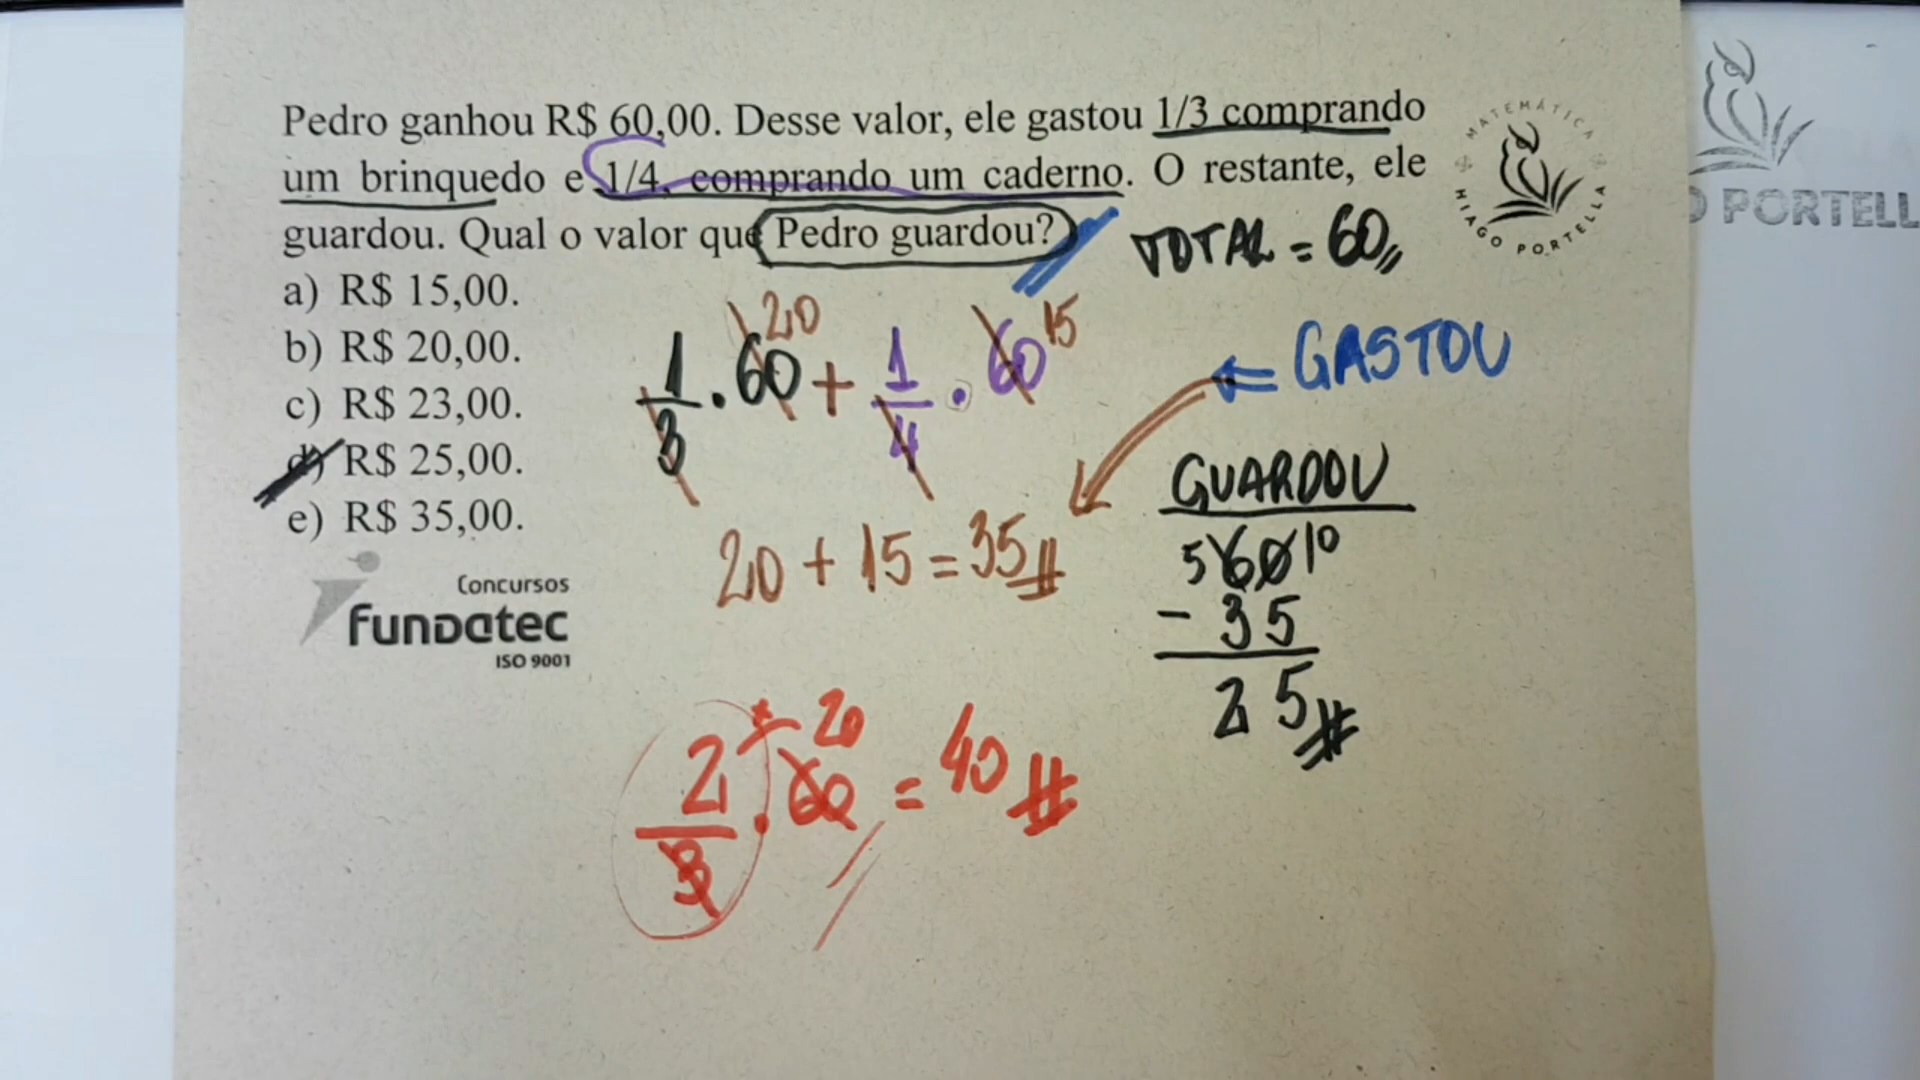 Pedro ganhou R$ 60,00. Desse valor, ele gastou 1/3 comprando
um brinquedo e 1/4, comprando um caderno. O restante, ele
guardou. Qual o valor que Pedro guardou?
TOTAL = 60
a) R$ 15,00.
b) R$ 20,00.
c) R$ 23,00.
d) R$ 25,00.
e) R$ 35,00.
MATEMÁTICA
HIAGO PORTELLA
O PORTELL
20 15
1/3 . 60 + 1/4 . 60
⇐ GASTOU
20 + 15 = 35
GUARDOU
5 60 10
- 35
25
Concursos
Fundatec
ISO 9001
x 20
2/3 . 60 = 40